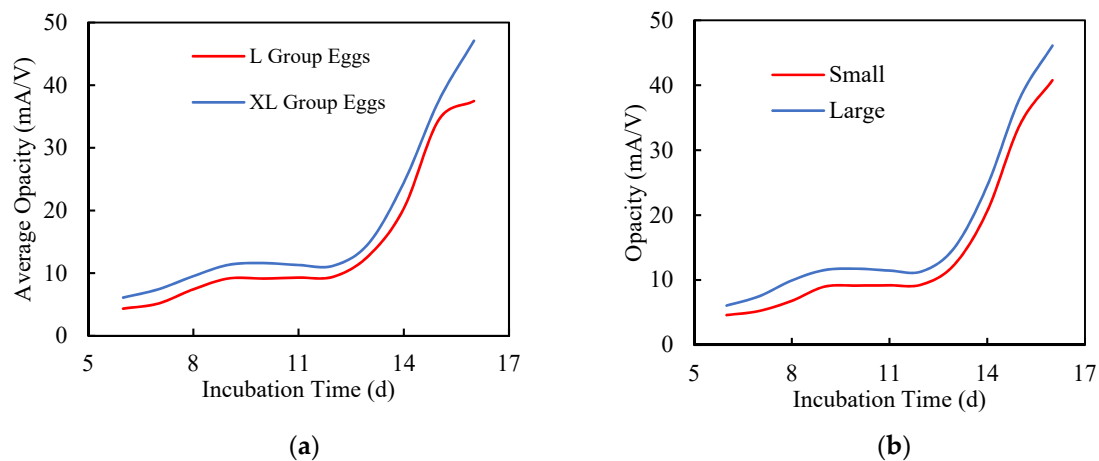 50
40
30
20
10
0
Average Opacity (mA/V)
L Group Eggs
XL Group Eggs
5 8 11 14 17
Incubation Time (d)
(a)
50
40
30
20
10
0
Opacity (mA/V)
Small
Large
5 8 11 14 17
Incubation Time (d)
(b)